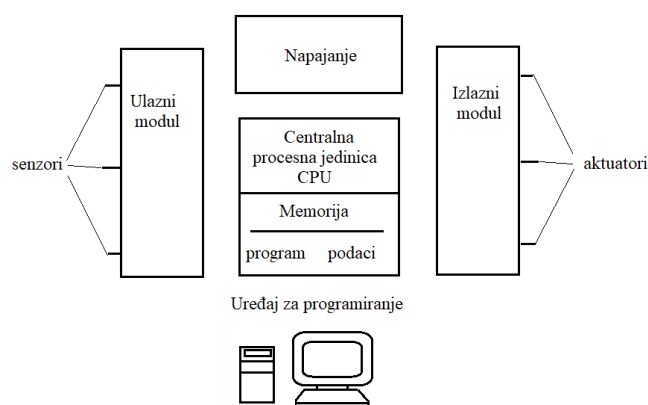 Napajanje
Ulazni
modul
Izlazni
modul
Centralna
procesna jedinica
CPU
senzori
aktuatori
Memorija
program podaci
Uređaj za programiranje